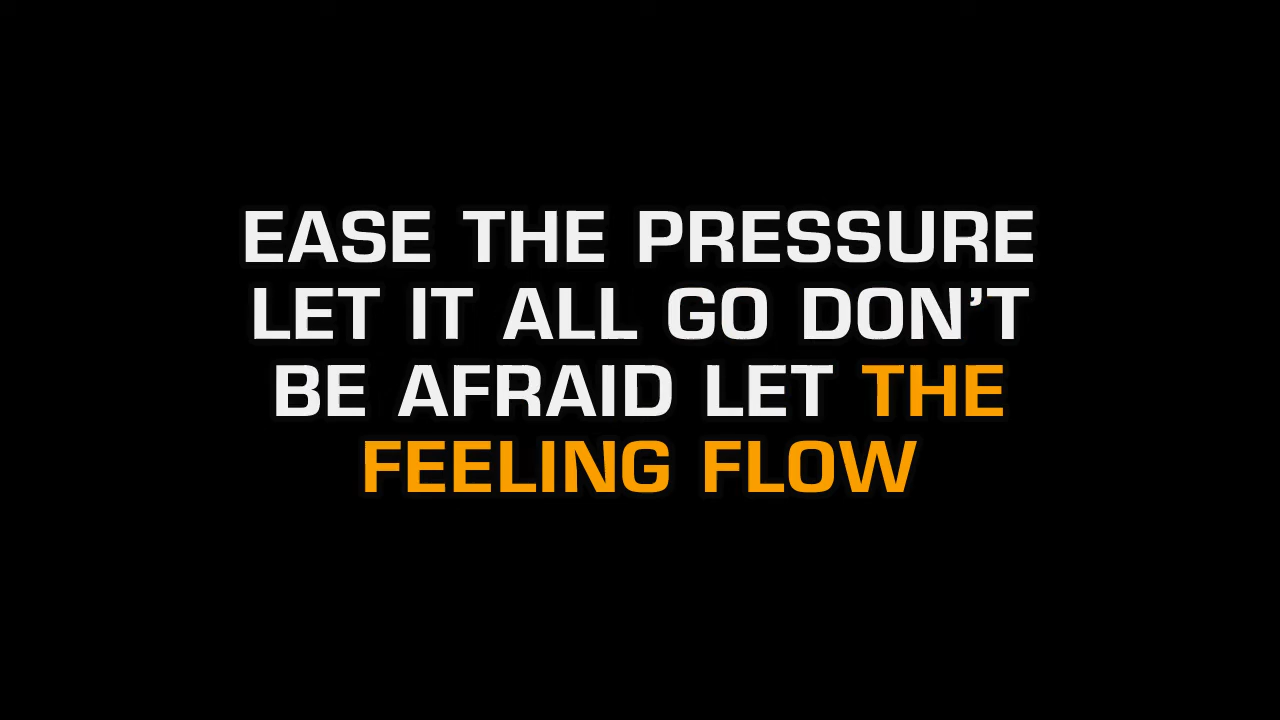 EASE THE PRESSURE
LET IT ALL GO DON’T
BE AFRAID LET THE
FEELING FLOW